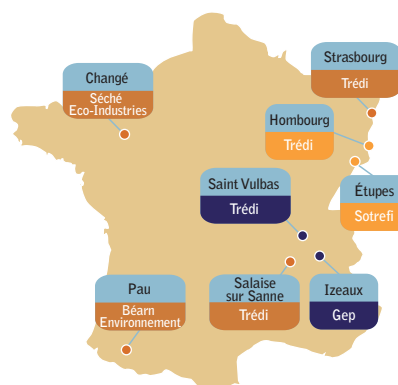 Strasbourg
Trédi
Changé
Séché
Eco-Industries
Hombourg
Trédi
Saint Vulbas
Trédi
Étupes
Sotrefi
Pau
Béarn
Environnement
Salaise
sur Sanne
Trédi
Izeaux
Gep